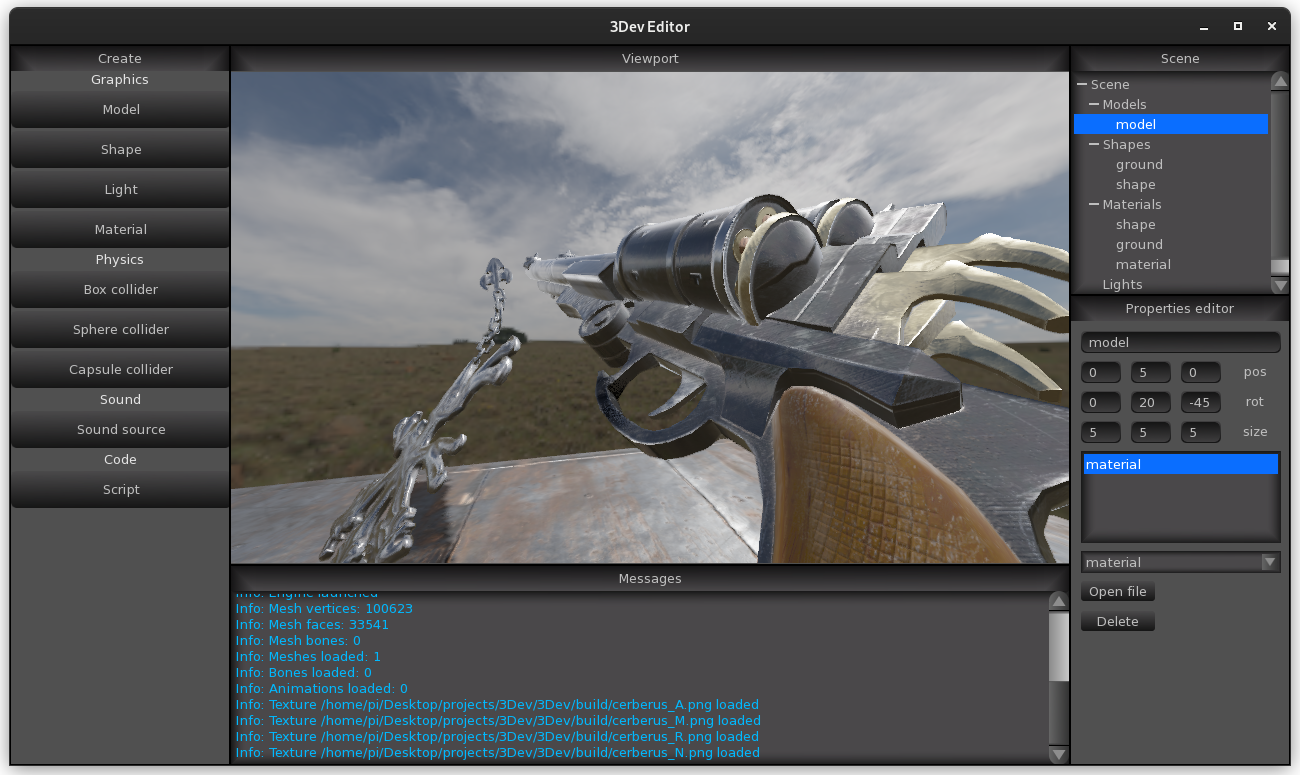 3Dev Editor
Create
Graphics
Model
Shape
Light
Material
Physics
Box collider
Sphere collider
Capsule collider
Sound
Sound source
Code
Script
Viewport
Messages
Info: Engine launched
Info: Mesh vertices: 100623
Info: Mesh faces: 33541
Info: Mesh bones: 0
Info: Meshes loaded: 1
Info: Bones loaded: 0
Info: Animations loaded: 0
Info: Texture /home/pi/Desktop/projects/3Dev/3Dev/build/cerberus_A.png loaded
Info: Texture /home/pi/Desktop/projects/3Dev/3Dev/build/cerberus_M.png loaded
Info: Texture /home/pi/Desktop/projects/3Dev/3Dev/build/cerberus_R.png loaded
Info: Texture /home/pi/Desktop/projects/3Dev/3Dev/build/cerberus_N.png loaded
Scene
Scene
Models
model
Shapes
ground
shape
Materials
shape
ground
material
Lights
Properties editor
model
0 5 0 pos
0 20 -45 rot
5 5 5 size
material
material
Open file
Delete